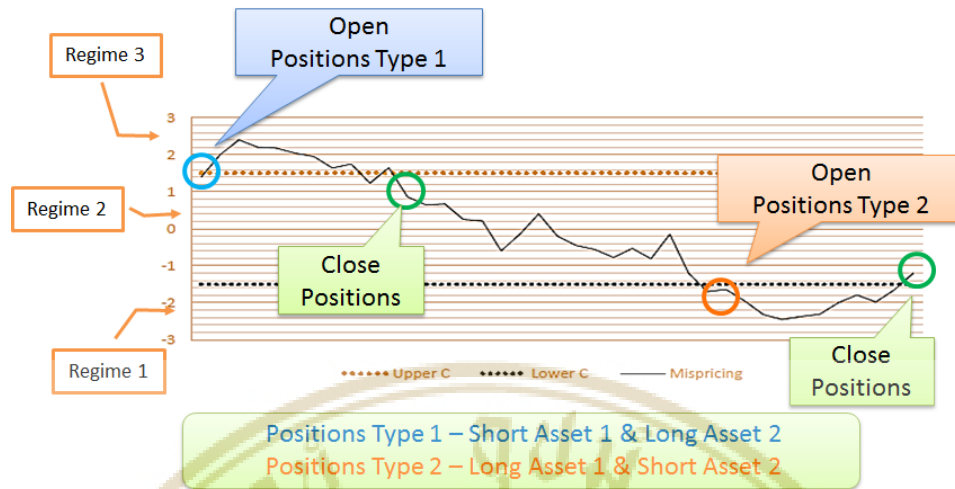 Open
Positions Type 1
Regime 3
3
2
1
0
-1
-2
-3
Regime 2
Open
Positions Type 2
Close
Positions
Regime 1
Close
Positions
Upper C
Lower C
Mispricing
Positions Type 1 – Short Asset 1 & Long Asset 2
Positions Type 2 – Long Asset 1 & Short Asset 2